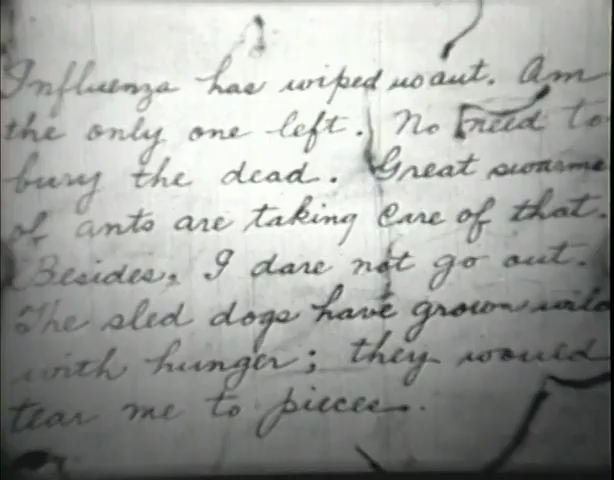 Influenza has wiped us out. Am
the only one left. No need to
bury the dead. Great swarms
of ants are taking care of that.
Besides, I dare not go out.
The sled dogs have grown wild
with hunger; they would
tear me to pieces.